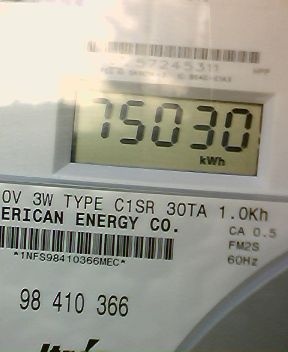 57245311
75030
kWh
0V 3W TYPE C1SR 30TA 1.0Kh
ERICAN ENERGY CO.
CA 0.5
FM2S
*1NFS98410366MEC*
60Hz
98 410 366